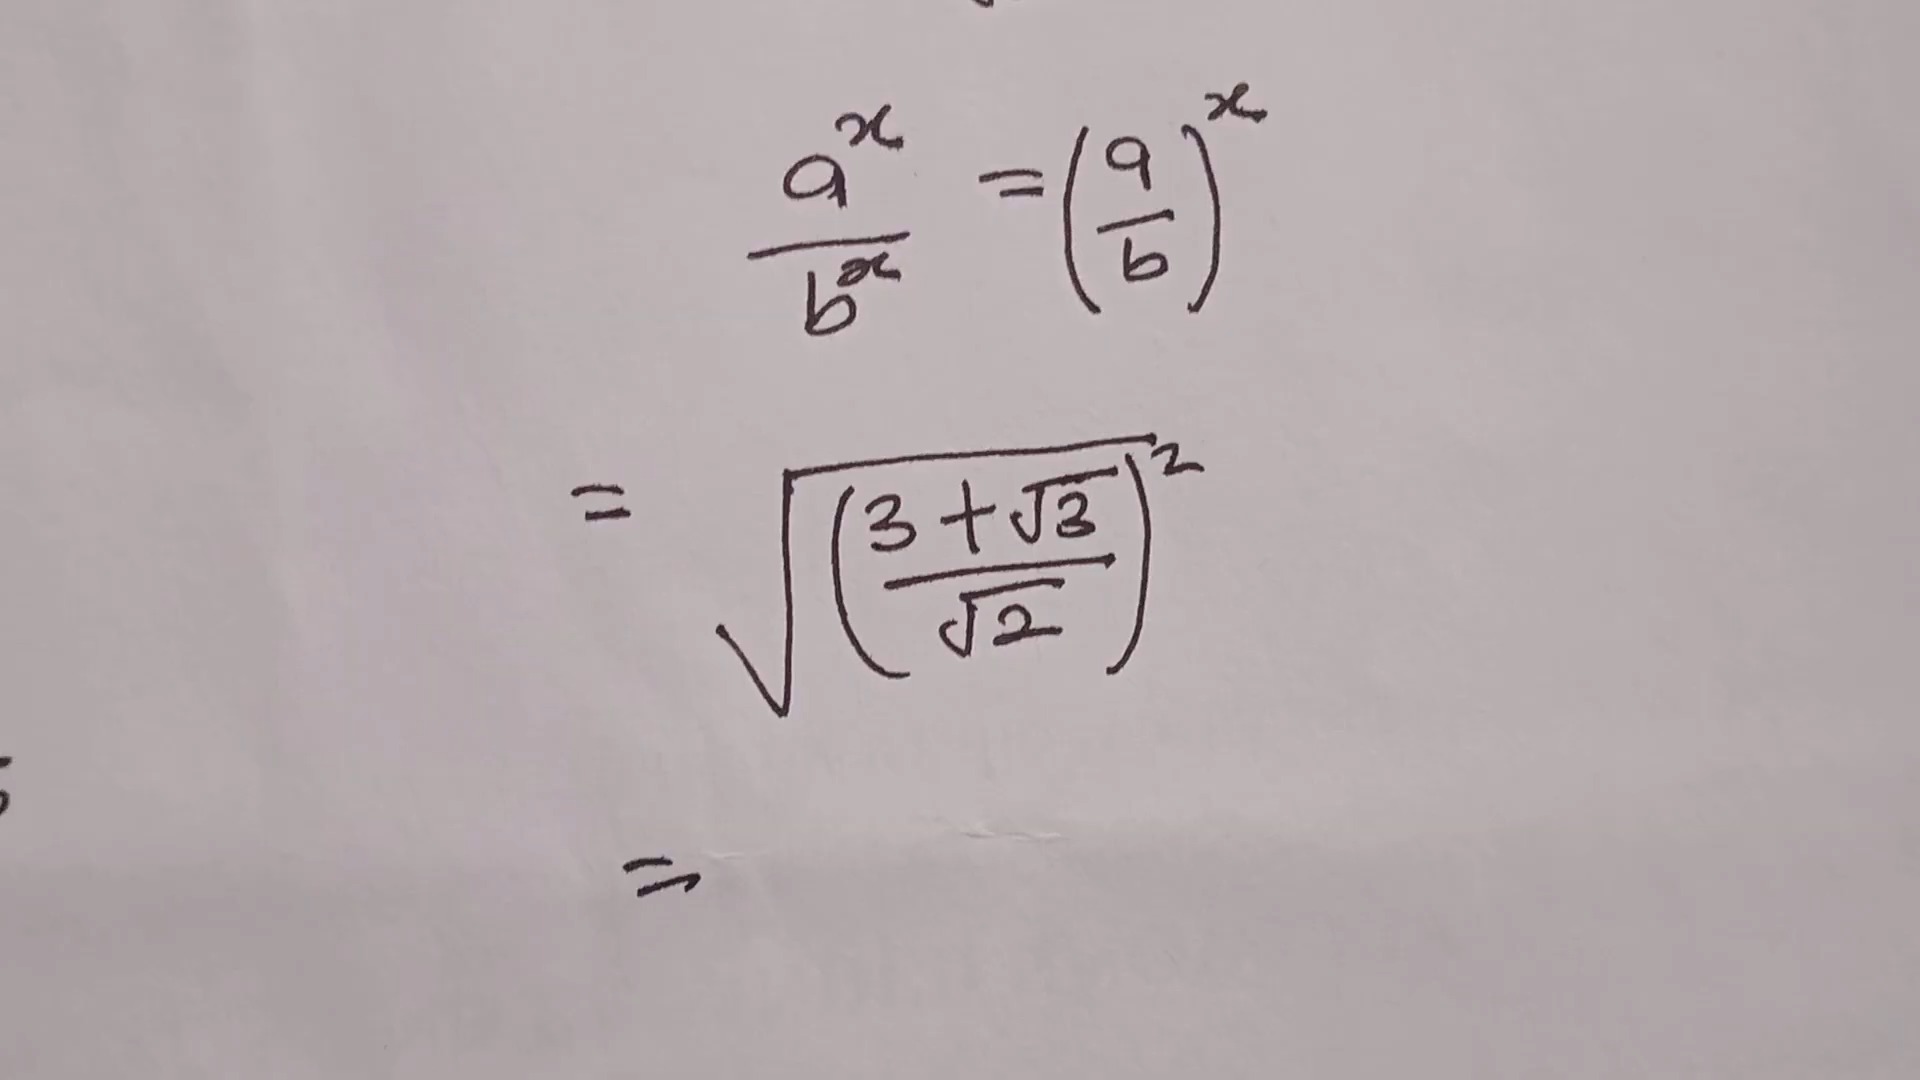 a^x / b^x = (a/b)^x
= √((3+√3)/√2)^2
=